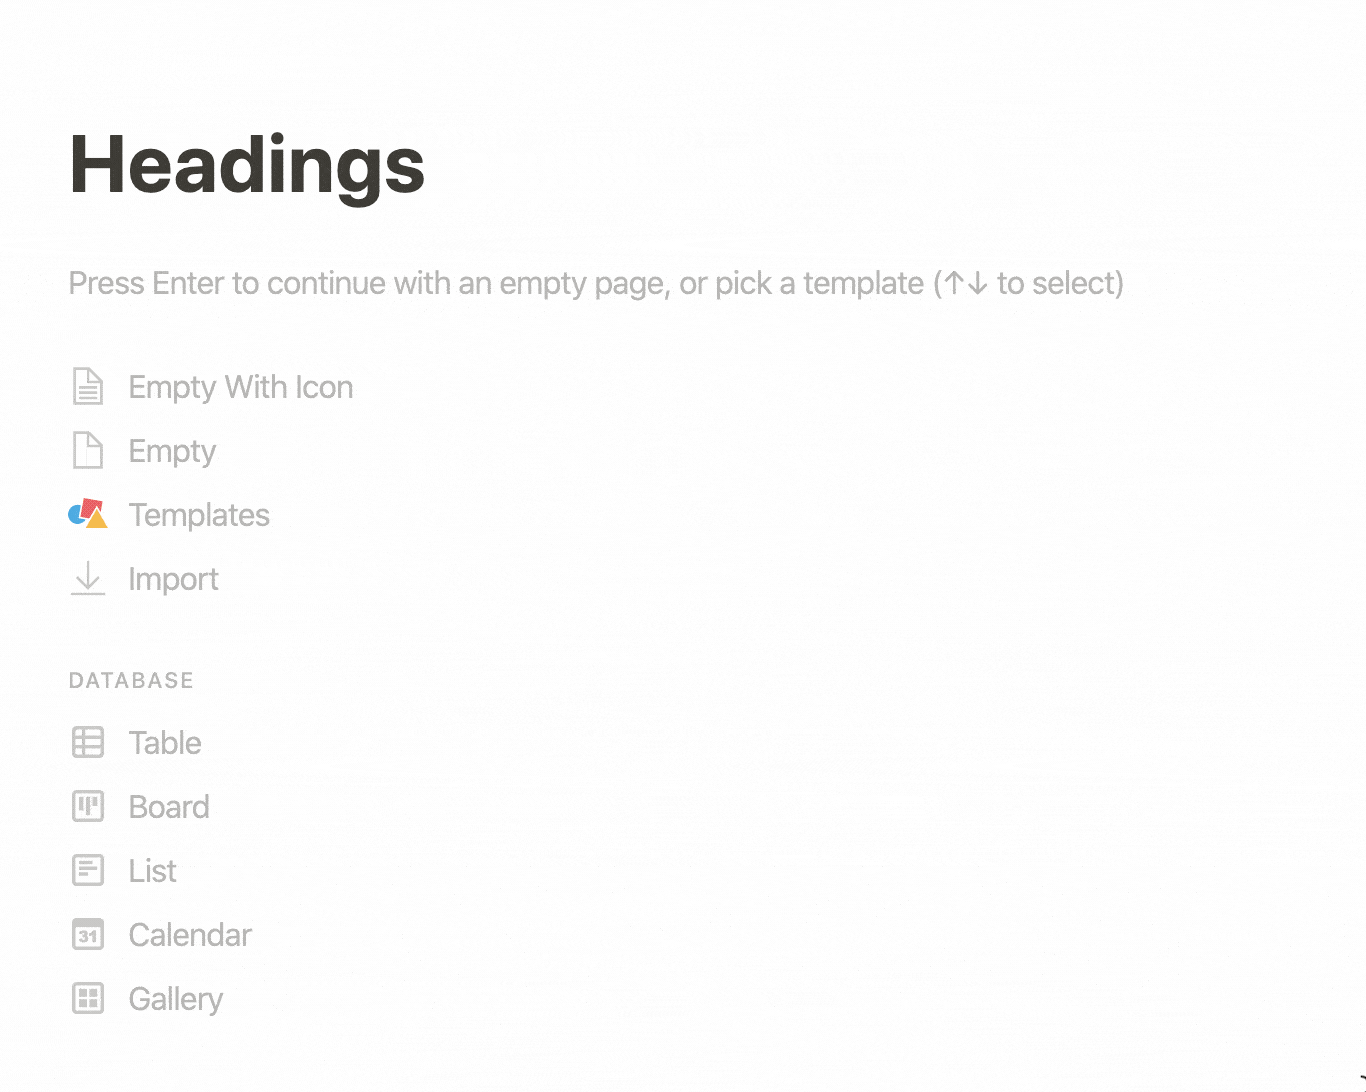 Headings
Press Enter to continue with an empty page, or pick a template (↑↓ to select)
Empty With Icon
Empty
Templates
Import
DATABASE
Table
Board
List
31 Calendar
Gallery